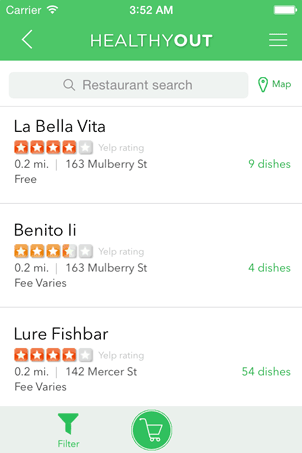 Carrier 3:52 AM
HEALTHYOUT
Restaurant search
Map
La Bella Vita
Yelp rating
0.2 mi. | 163 Mulberry St
9 dishes
Free
Benito Ii
Yelp rating
0.2 mi. | 163 Mulberry St
4 dishes
Fee Varies
Lure Fishbar
Yelp rating
0.2 mi. | 142 Mercer St
54 dishes
Fee Varies
Filter